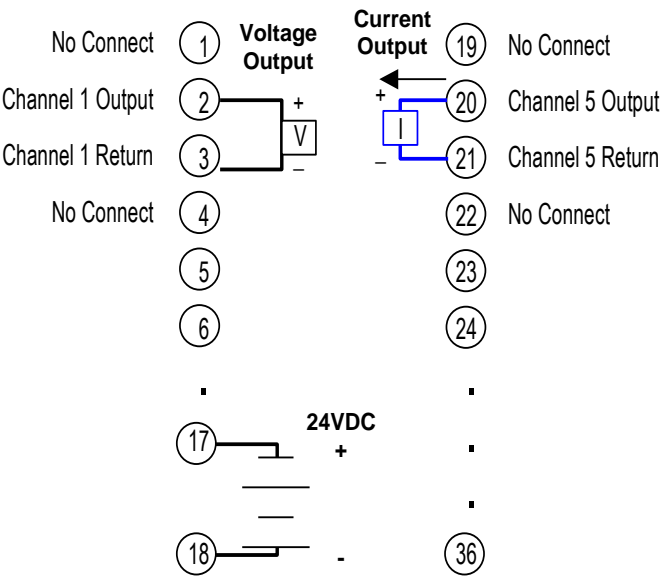 No Connect 1 Voltage Output Current Output 19 No Connect
Channel 1 Output 2 + + 20 Channel 5 Output
V I
Channel 1 Return 3 – – 21 Channel 5 Return
No Connect 4 22 No Connect
5 23
6 24
. .
17 24VDC + .
.
18 - 36